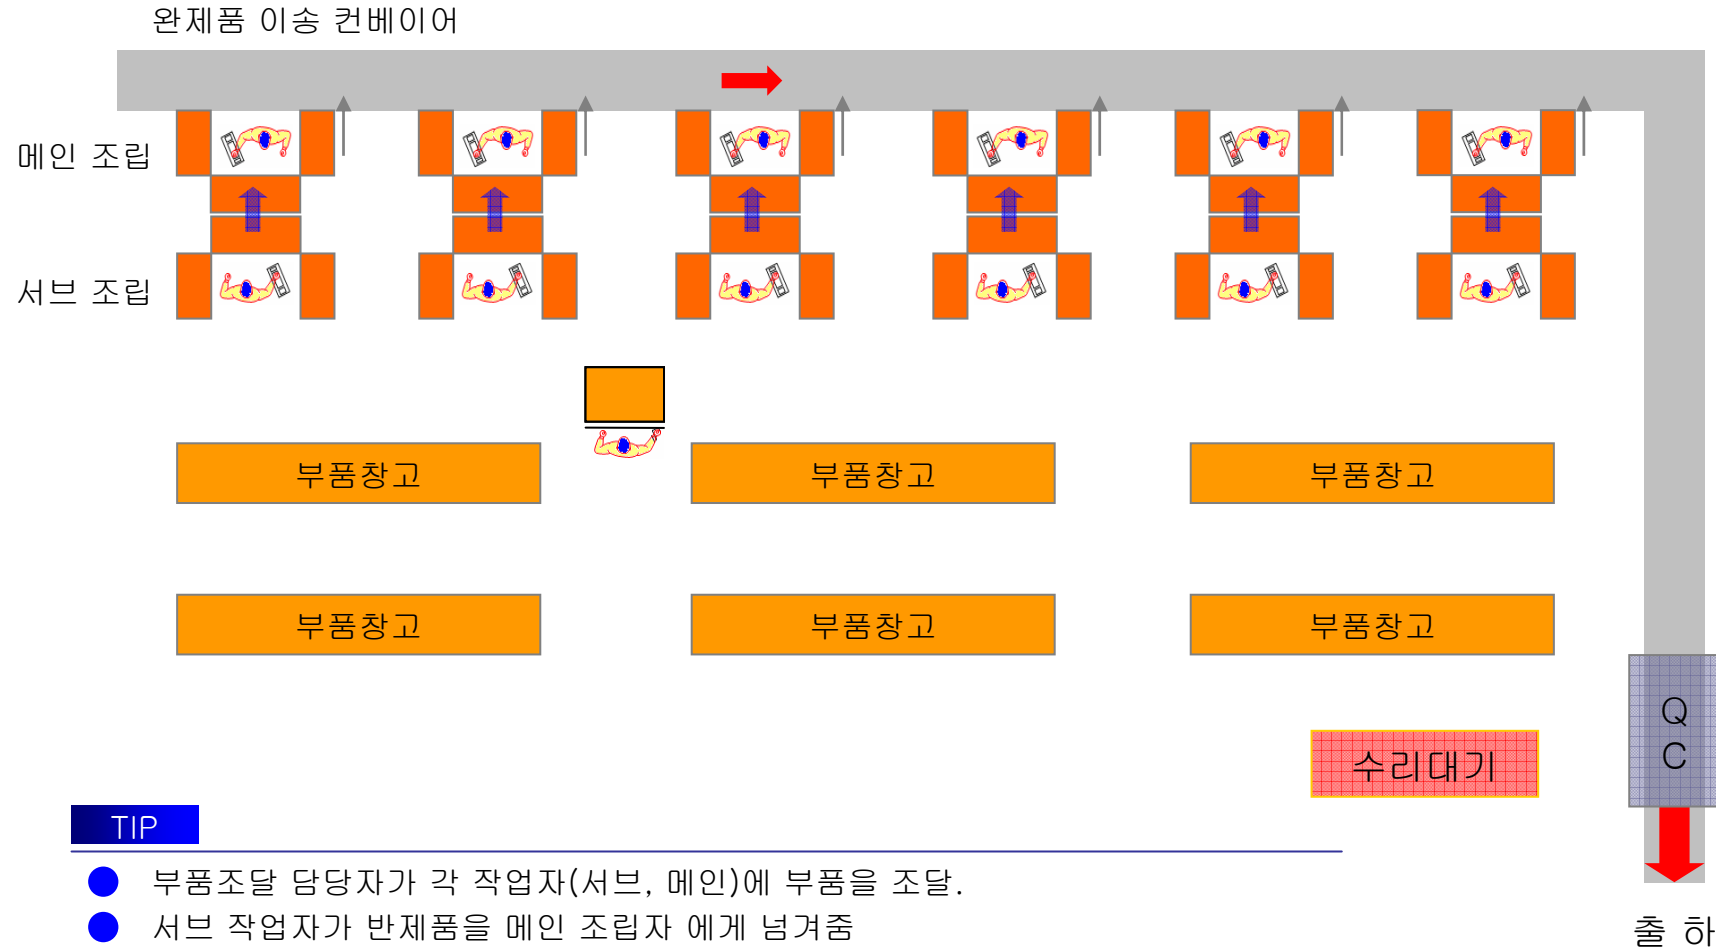 완제품 이송 컨베이어
메인 조립
서브 조립
부품창고
부품창고
부품창고
부품창고
부품창고
부품창고
Q
C
수리대기
TIP
부품조달 담당자가 각 작업자(서브, 메인)에 부품을 조달.
서브 작업자가 반제품을 메인 조립자 에게 넘겨줌
출 하